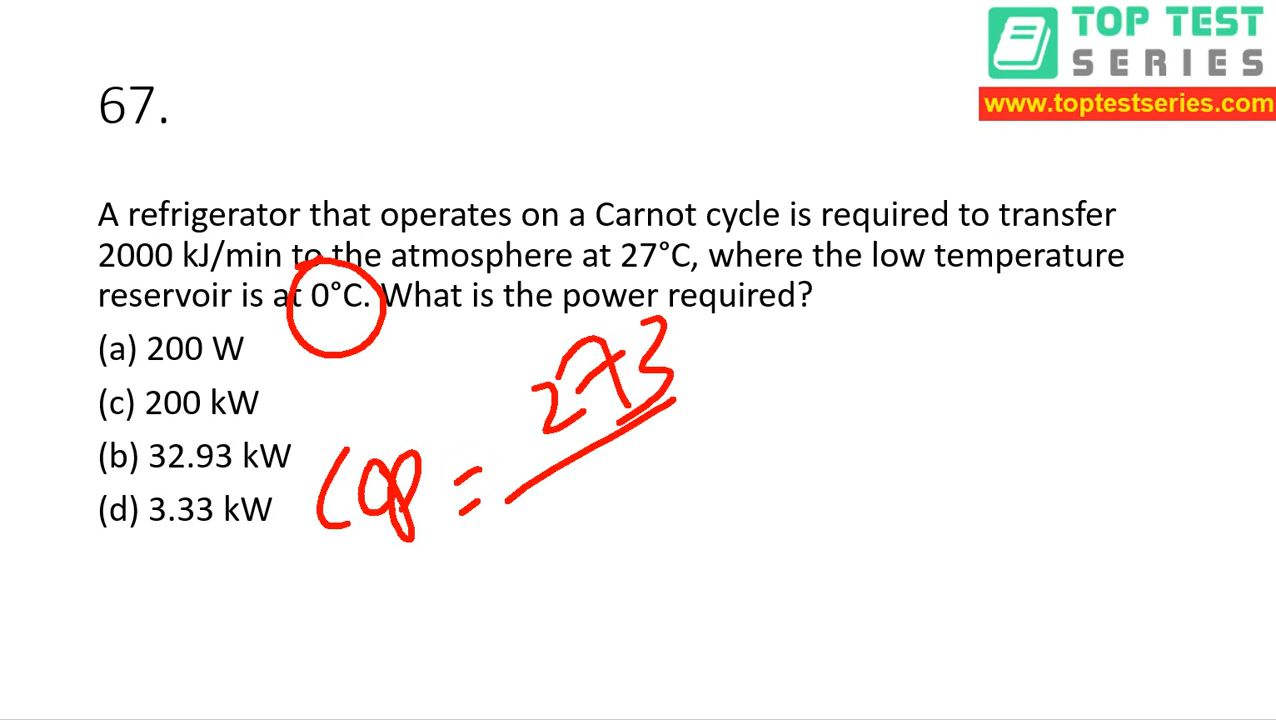 TOP TEST
SERIES
www.toptestseries.com
67.
A refrigerator that operates on a Carnot cycle is required to transfer
2000 kJ/min to the atmosphere at 27°C, where the low temperature
reservoir is at 0°C. What is the power required?
(a) 200 W
(c) 200 kW
(b) 32.93 kW
(d) 3.33 kW
273
COP =